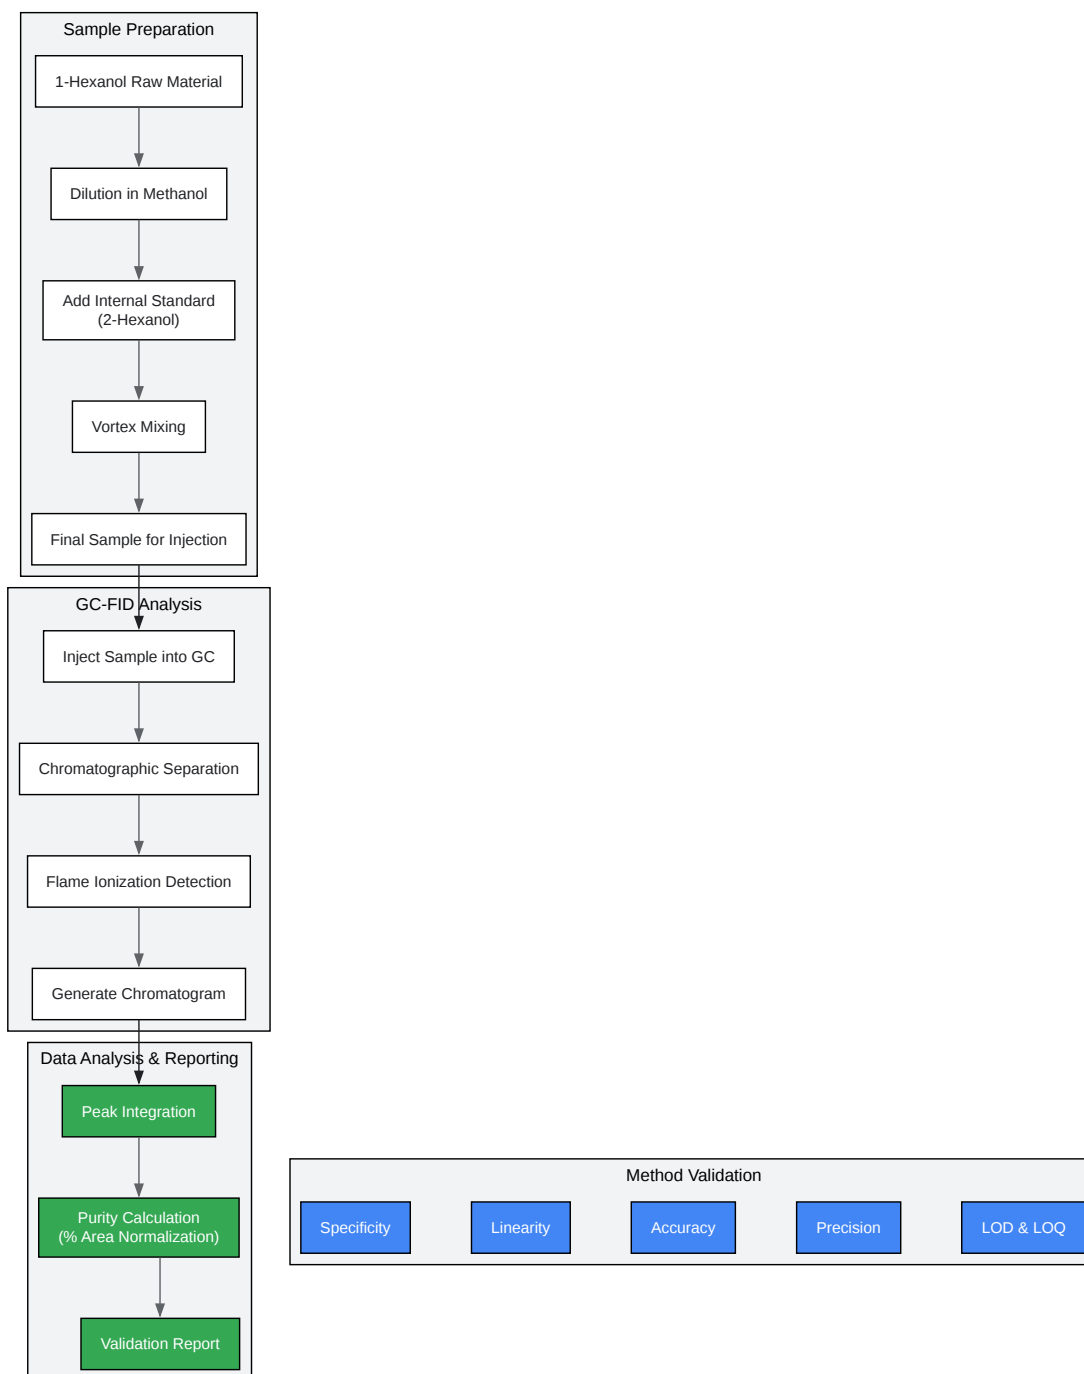 Sample Preparation
1-Hexanol Raw Material
Dilution in Methanol
Add Internal Standard
(2-Hexanol)
Vortex Mixing
Final Sample for Injection
GC-FID Analysis
Inject Sample into GC
Chromatographic Separation
Flame Ionization Detection
Generate Chromatogram
Data Analysis & Reporting
Peak Integration
Purity Calculation
(% Area Normalization)
Validation Report
Method Validation
Specificity
Linearity
Accuracy
Precision
LOD & LOQ